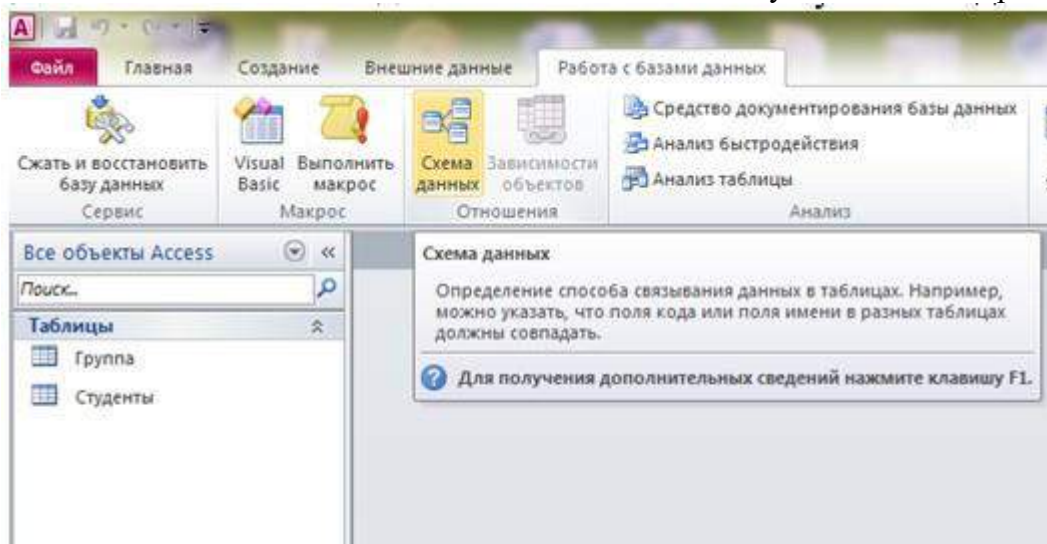 Файл Главная Создание Внешние данные Работа с базами данных
Сжать и восстановить
базу данных
Сервис
Visual
Basic
Выполнить
макрос
Макрос
Схема
данных
Зависимости
объектов
Отношения
Средство документирования базы данных
Анализ быстродействия
Анализ таблицы
Анализ
Все объекты Access
Поиск...
Таблицы
Группа
Студенты
Схема данных
Определение способа связывания данных в таблицах. Например,
можно указать, что поля кода или поля имени в разных таблицах
должны совпадать.
Для получения дополнительных сведений нажмите клавишу F1.